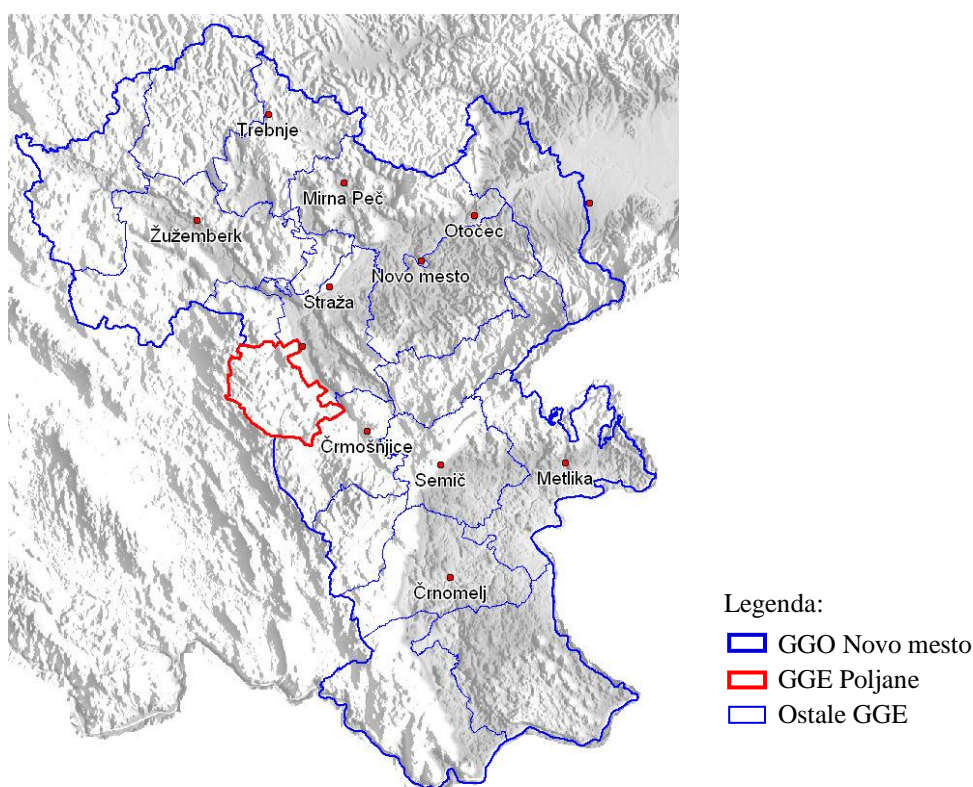 Trebnje
Mirna Peč
Žužemberk
Otočec
Novo mesto
Straža
Črmošnjice
Semič
Metlika
Črnomelj
Legenda:
GGO Novo mesto
GGE Poljane
Ostale GGE